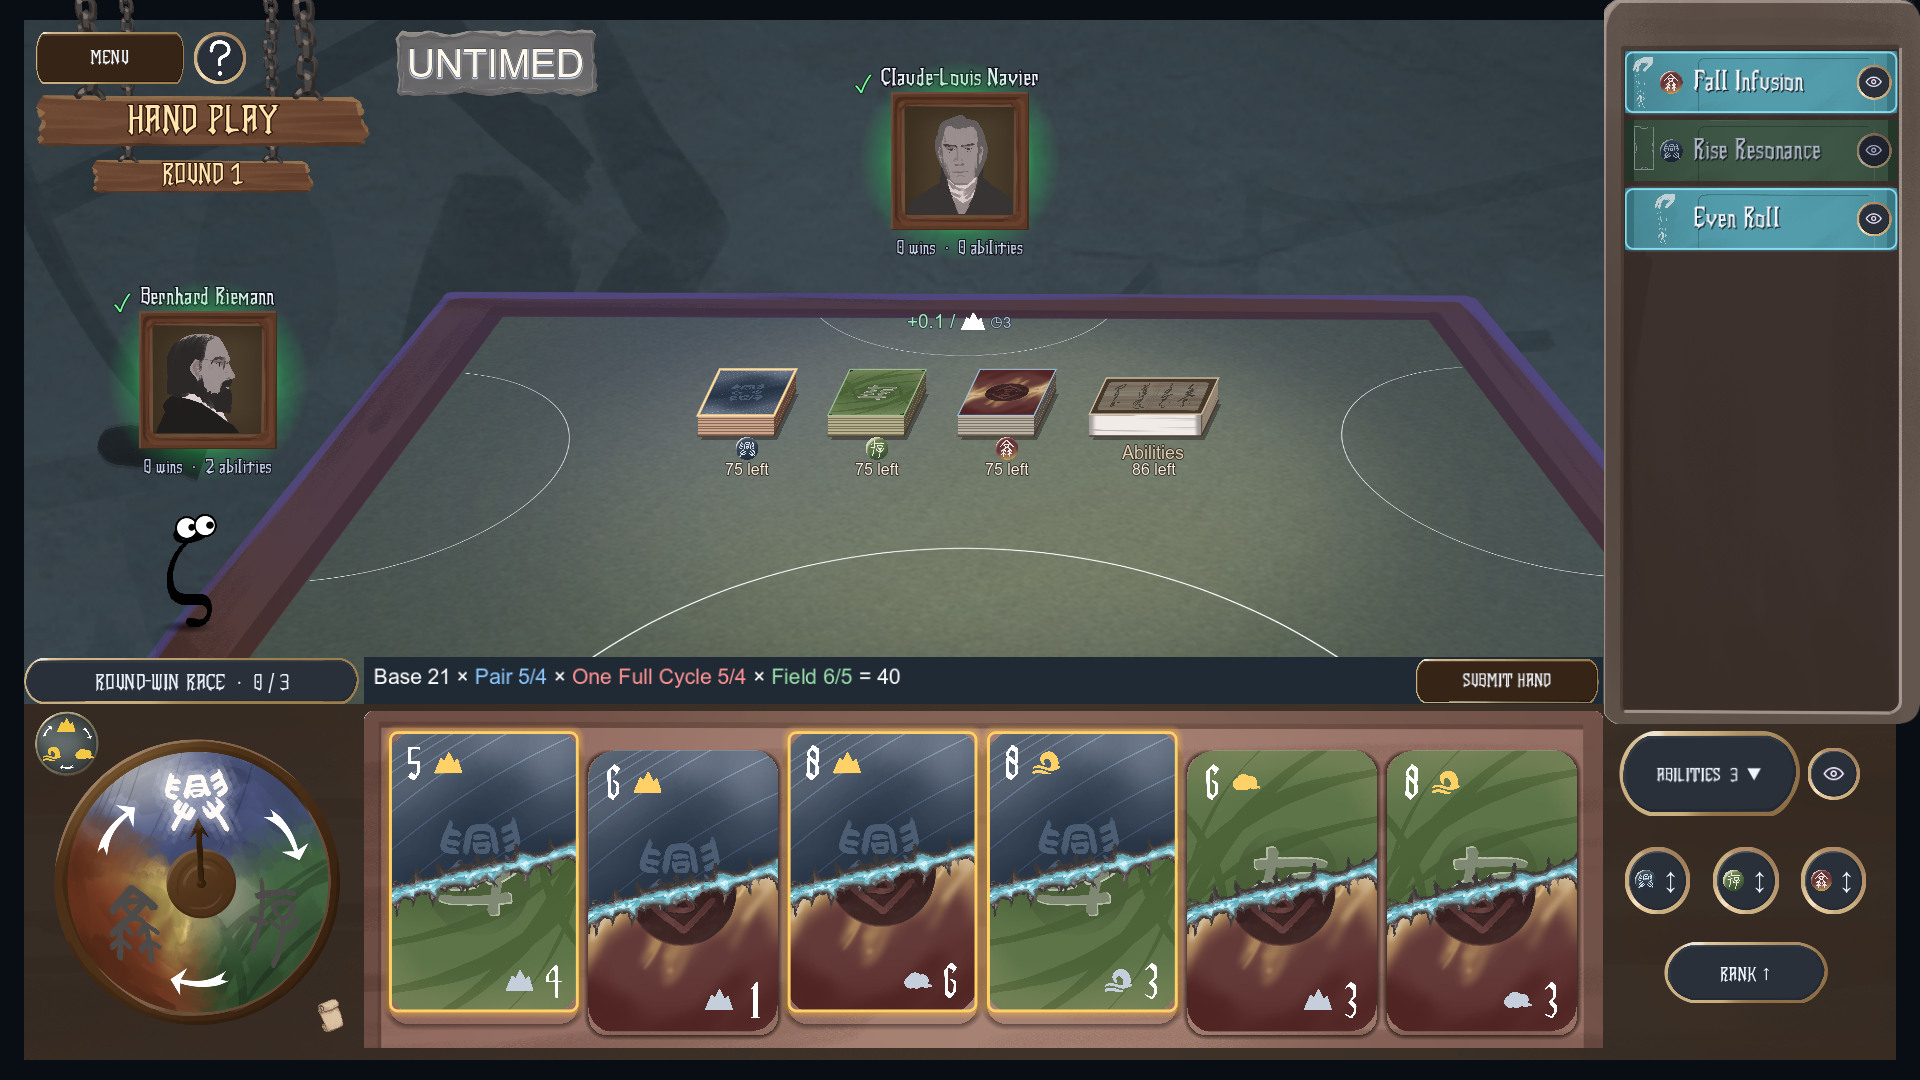 MENU
?
UNTIMED
HAND PLAY
ROUND 1
Claude-Louis Navier
0 wins · 0 abilities
Bernhard Riemann
0 wins · 2 abilities
+0.1 / 3
75 left
75 left
75 left
Abilities
86 left
Fall Infusion
Rise Resonance
Even Roll
ROUND-WIN RACE · 0 / 3
Base 21 × Pair 5/4 × One Full Cycle 5/4 × Field 6/5 = 40
SUBMIT HAND
5
4
6
1
8
6
8
3
6
3
8
3
ABILITIES 3 ▼
RANK ↑